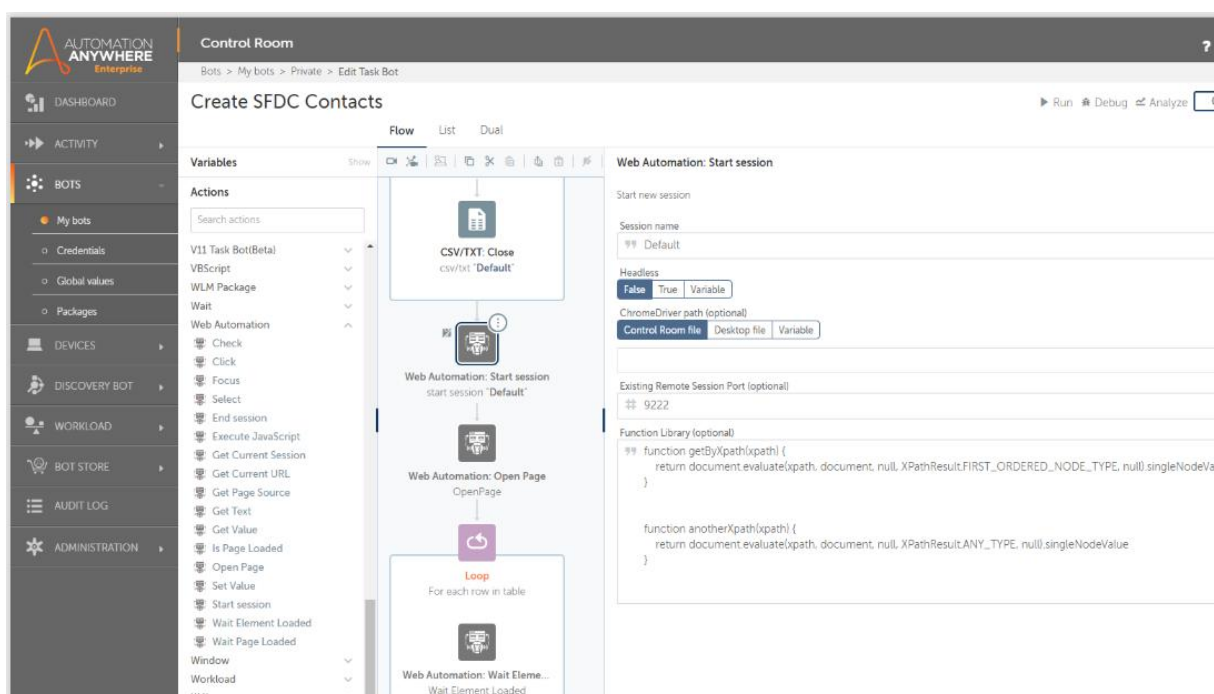 AUTOMATION
ANYWHERE
Enterprise
Control Room
?
Bots > My bots > Private > Edit Task Bot
DASHBOARD
ACTIVITY
BOTS
My bots
Credentials
Global values
Packages
DEVICES
DISCOVERY BOT
WORKLOAD
BOT STORE
AUDIT LOG
ADMINISTRATION
Create SFDC Contacts
Run Debug Analyze
Flow List Dual
Variables Show
Actions
Search actions
V11 Task Bot(Beta)
VBScript
WLM Package
Wait
Web Automation
Check
Click
Focus
Select
End session
Execute JavaScript
Get Current Session
Get Current URL
Get Page Source
Get Text
Get Value
Is Page Loaded
Open Page
Set Value
Start session
Wait Element Loaded
Wait Page Loaded
Window
Workload
CSV/TXT: Close
csv/txt "Default"
Web Automation: Start session
start session "Default"
Web Automation: Open Page
OpenPage
Loop
For each row in table
Web Automation: Wait Eleme...
Wait Element Loaded
Web Automation: Start session
Start new session
Session name
Default
Headless
False True Variable
ChromeDriver path (optional)
Control Room file Desktop file Variable
Existing Remote Session Port (optional)
# 9222
Function Library (optional)
function getByXpath(xpath) {
return document.evaluate(xpath, document, null, XPathResult.FIRST_ORDERED_NODE_TYPE, null).singleNodeVa
}
function anotherXpath(xpath) {
return document.evaluate(xpath, document, null, XPathResult.ANY_TYPE, null).singleNodeValue
}